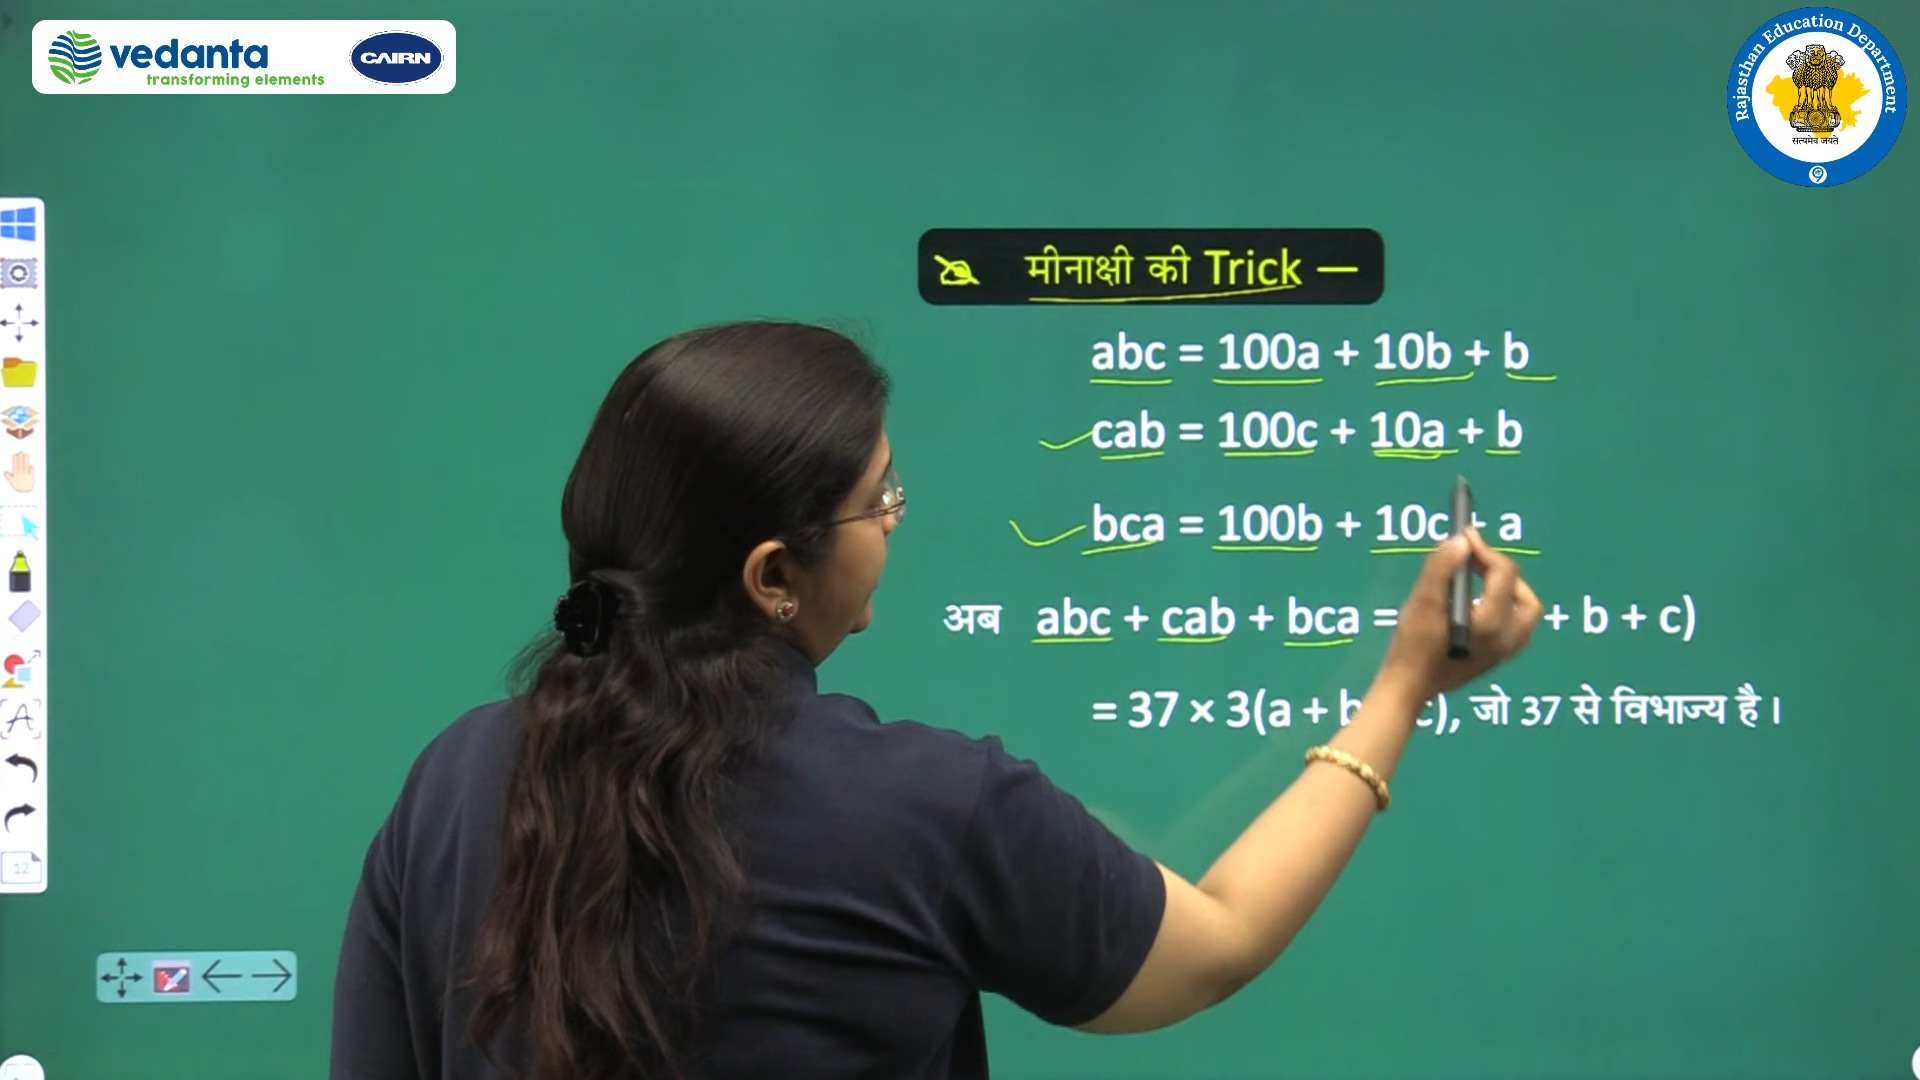 vedanta
transforming elements
CAIRN
Rajasthan Education Department
सत्यमेव जयते
मीनाक्षी की Trick —
abc = 100a + 10b + b
cab = 100c + 10a + b
bca = 100b + 10c + a
अब abc + cab + bca = + b + c)
= 37 × 3(a + b c), जो 37 से विभाज्य है।
12